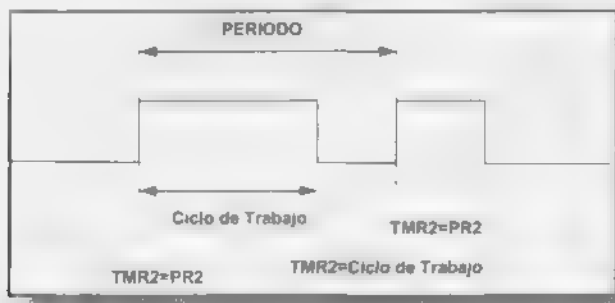 PERIODO
Ciclo de Trabajo
TMR2=PR2
TMR2=Ciclo de Trabajo
TMR2=PR2